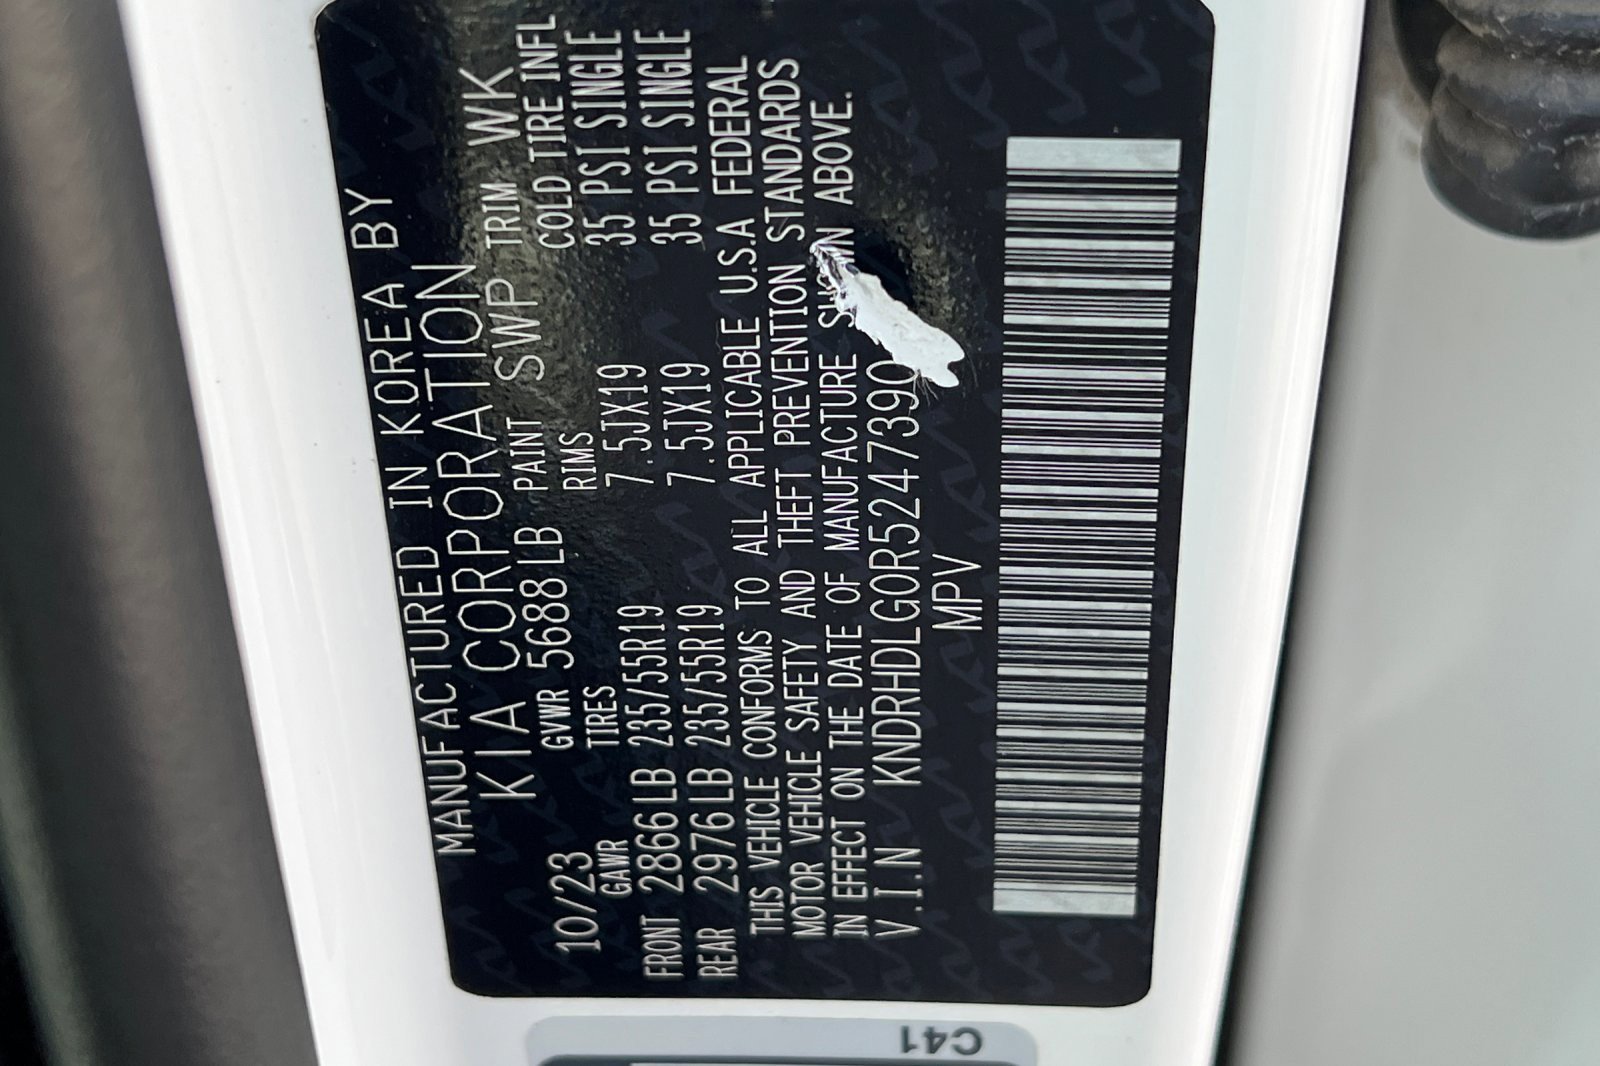 MANUFACTURED IN KOREA BY
KIA CORPORATION
10/23 GVWR 5688 LB PAINT SWP TRIM WK
GAWR TIRES RIMS COLD TIRE INFL
FRONT 2866 LB 235/55R19 7.5JX19 35 PSI SINGLE
REAR 2976 LB 235/55R19 7.5JX19 35 PSI SINGLE
THIS VEHICLE CONFORMS TO ALL APPLICABLE U.S.A FEDERAL
MOTOR VEHICLE SAFETY AND THEFT PREVENTION STANDARDS
IN EFFECT ON THE DATE OF MANUFACTURE SHOWN ABOVE.
V.I.N KNDRHDLG0R5247390
MPV
C41